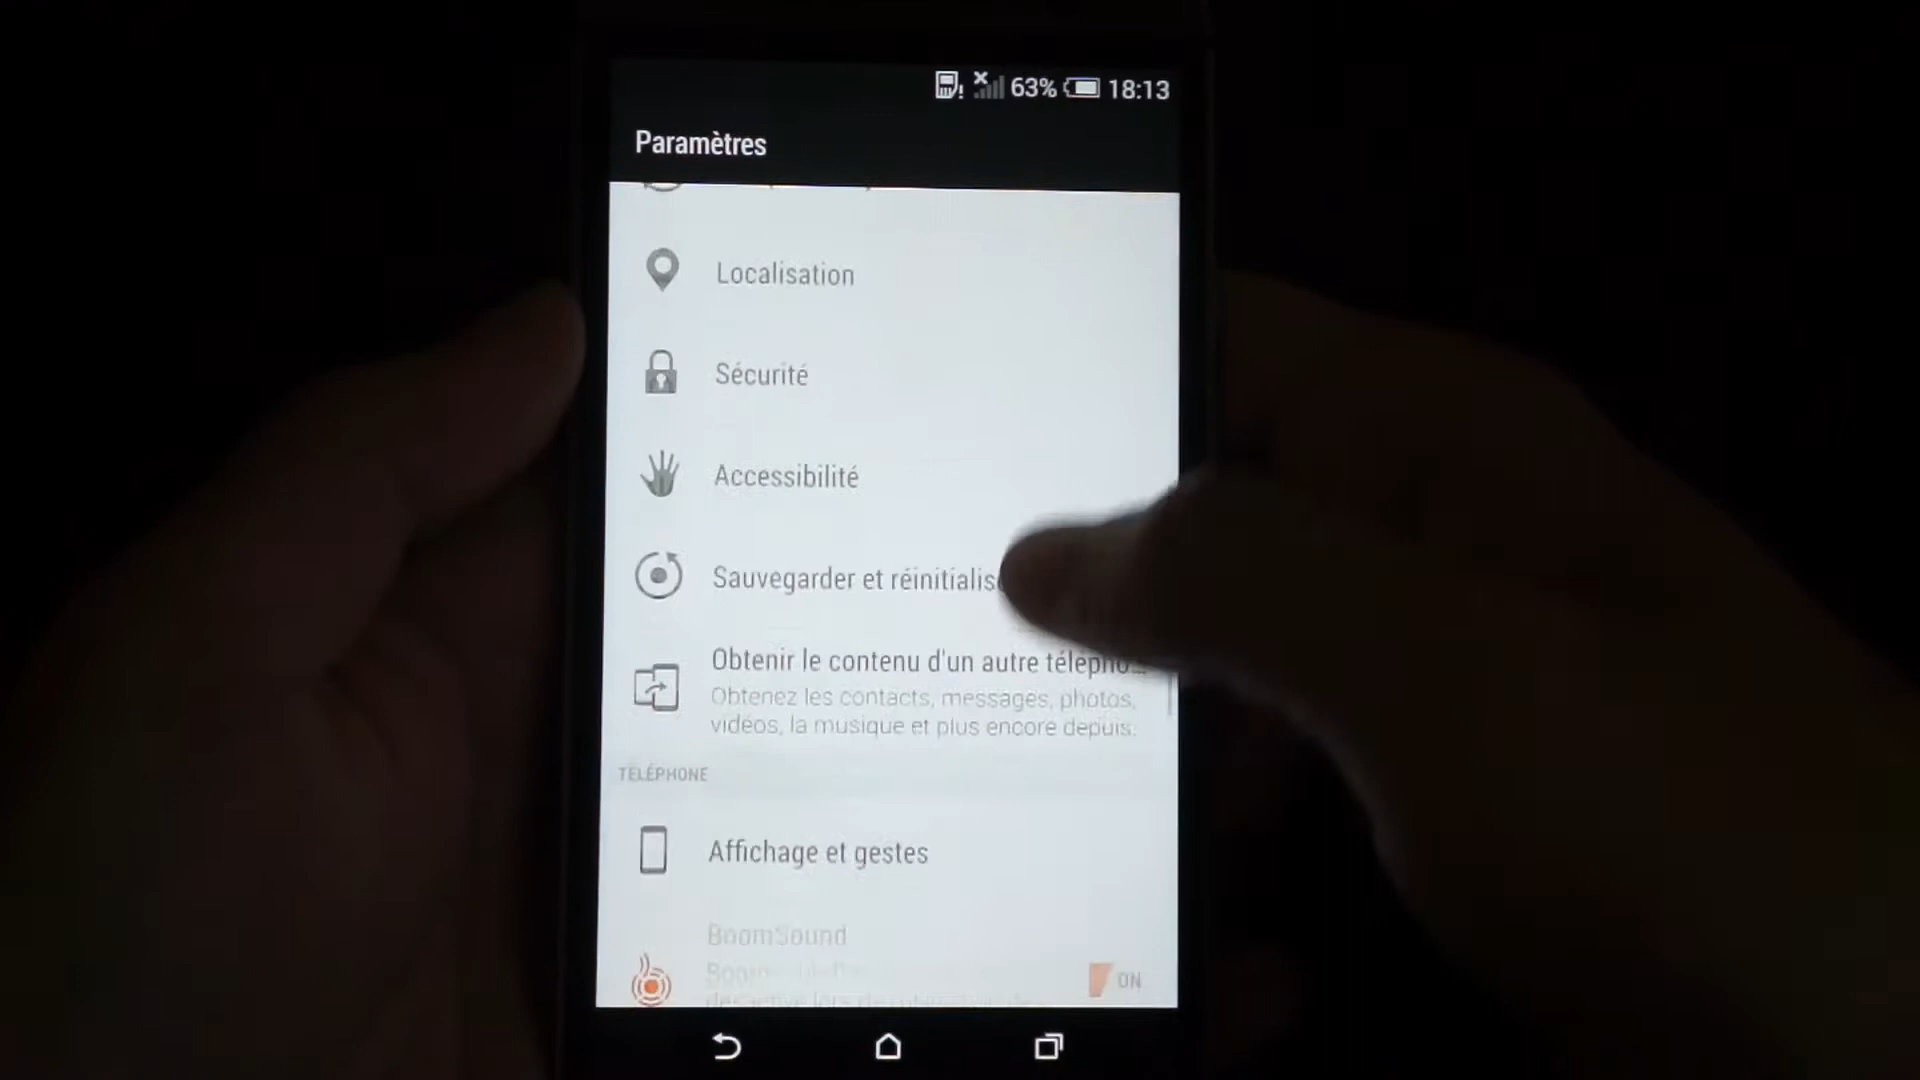 63% 18:13
Paramètres
Localisation
Sécurité
Accessibilité
Sauvegarder et réinitialis
Obtenir le contenu d'un autre télépho...
Obtenez les contacts, messages, photos,
vidéos, la musique et plus encore depuis.
TÉLÉPHONE
Affichage et gestes
BoomSound
ON